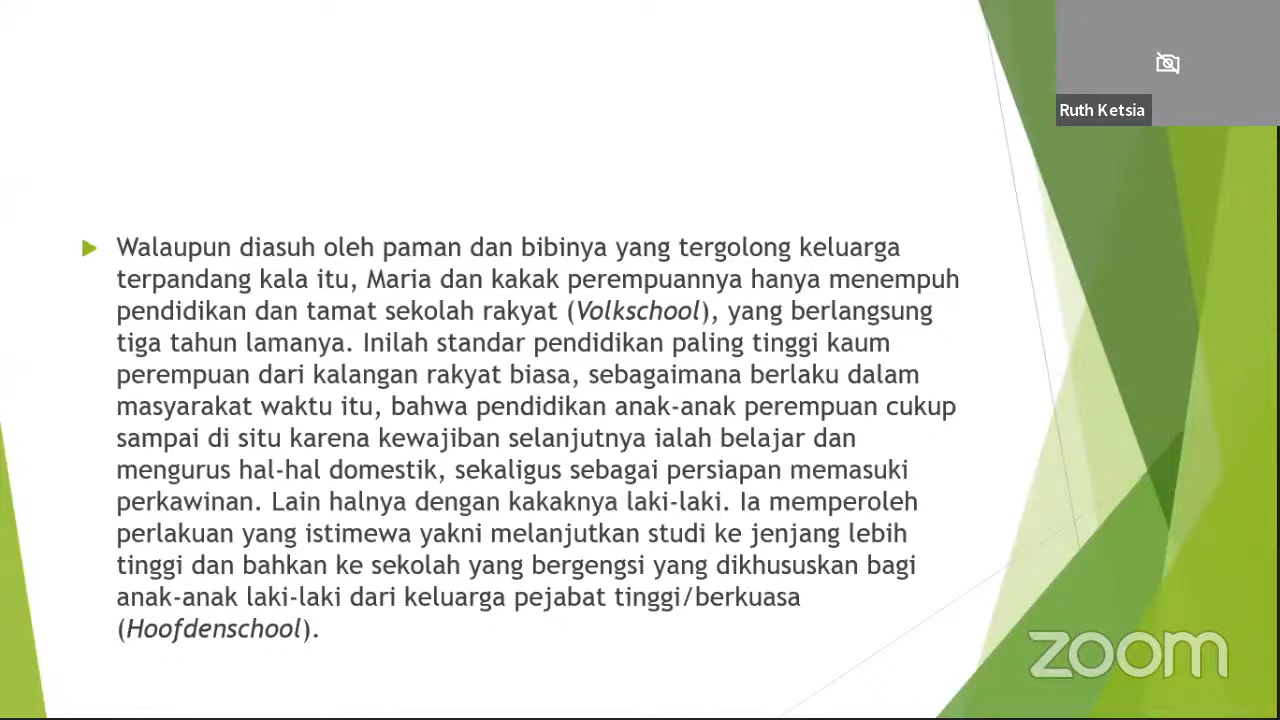 Ruth Ketsia
Walaupun diasuh oleh paman dan bibinya yang tergolong keluarga
terpandang kala itu, Maria dan kakak perempuannya hanya menempuh
pendidikan dan tamat sekolah rakyat (Volkschool), yang berlangsung
tiga tahun lamanya. Inilah standar pendidikan paling tinggi kaum
perempuan dari kalangan rakyat biasa, sebagaimana berlaku dalam
masyarakat waktu itu, bahwa pendidikan anak-anak perempuan cukup
sampai di situ karena kewajiban selanjutnya ialah belajar dan
mengurus hal-hal domestik, sekaligus sebagai persiapan memasuki
perkawinan. Lain halnya dengan kakaknya laki-laki. Ia memperoleh
perlakuan yang istimewa yakni melanjutkan studi ke jenjang lebih
tinggi dan bahkan ke sekolah yang bergengsi yang dikhususkan bagi
anak-anak laki-laki dari keluarga pejabat tinggi/berkuasa
(Hoofdenschool).
zoom